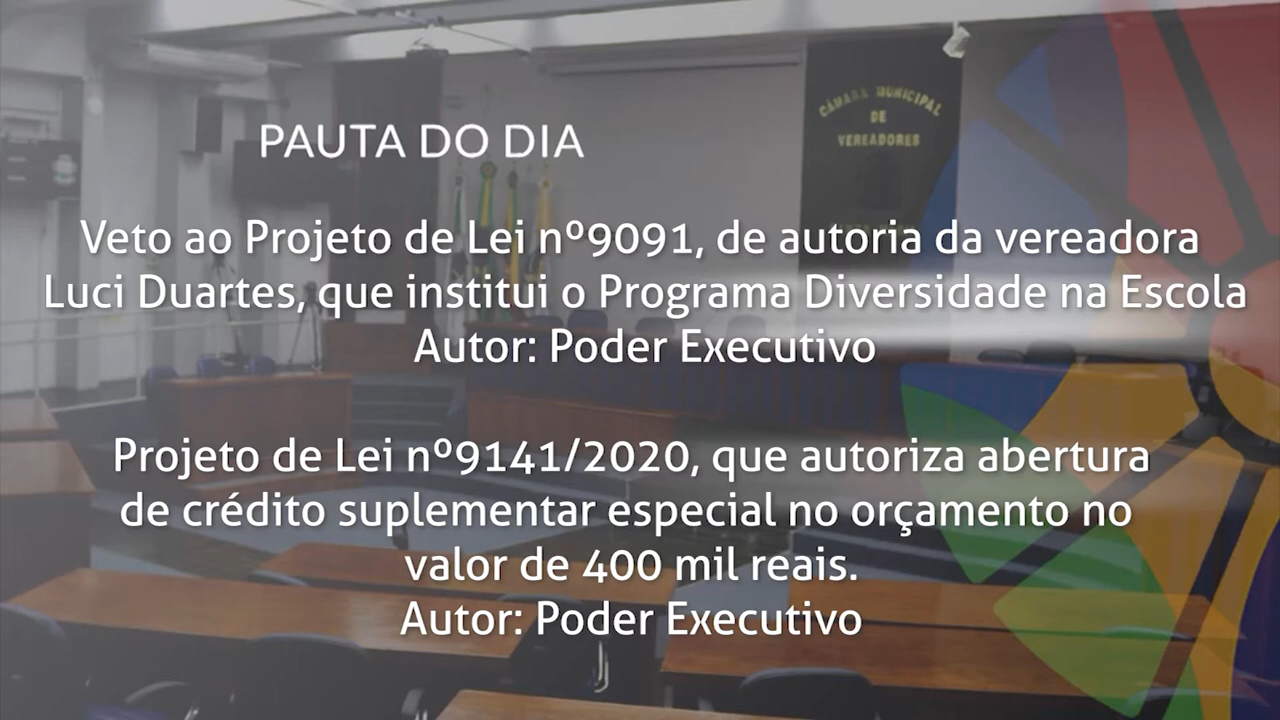 CÂMARA MUNICIPAL
DE
VEREADORES
PAUTA DO DIA
Veto ao Projeto de Lei nº9091, de autoria da vereadora
Luci Duartes, que institui o Programa Diversidade na Escola
Autor: Poder Executivo
Projeto de Lei nº9141/2020, que autoriza abertura
de crédito suplementar especial no orçamento no
valor de 400 mil reais.
Autor: Poder Executivo